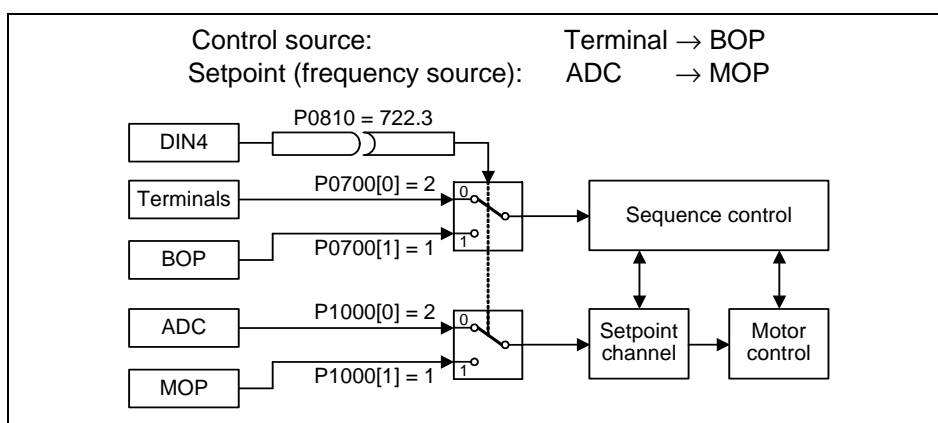 Control source: Terminal → BOP
Setpoint (frequency source): ADC → MOP
P0810 = 722.3
DIN4
Terminals
P0700[0] = 2
0
Sequence control
BOP
P0700[1] = 1
1
ADC
P1000[0] = 2
0
Setpoint
channel
Motor
control
MOP
P1000[1] = 1
1